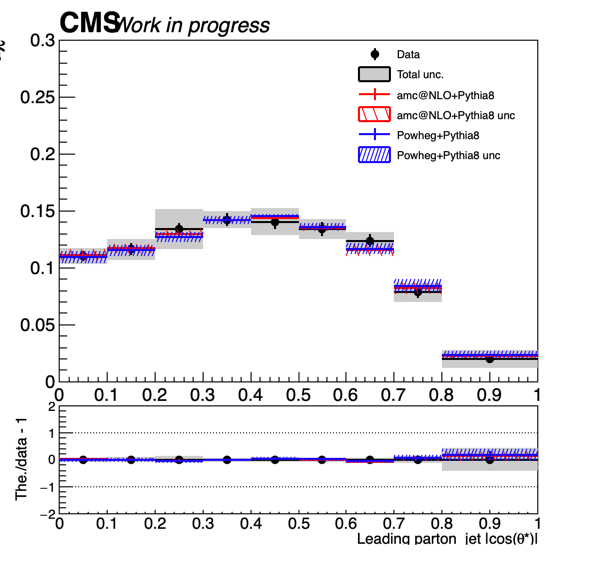 CMS Work in progress
0.3
Data
Total unc.
0.25
amc@NLO+Pythia8
amc@NLO+Pythia8 unc
0.2
Powheg+Pythia8
Powheg+Pythia8 unc
0.15
0.1
0.05
0
0 0.1 0.2 0.3 0.4 0.5 0.6 0.7 0.8 0.9 1
The./data - 1
2
1
0
−1
−2
0 0.1 0.2 0.3 0.4 0.5 0.6 0.7 0.8 0.9 1
Leading parton jet |cos(θ*)|